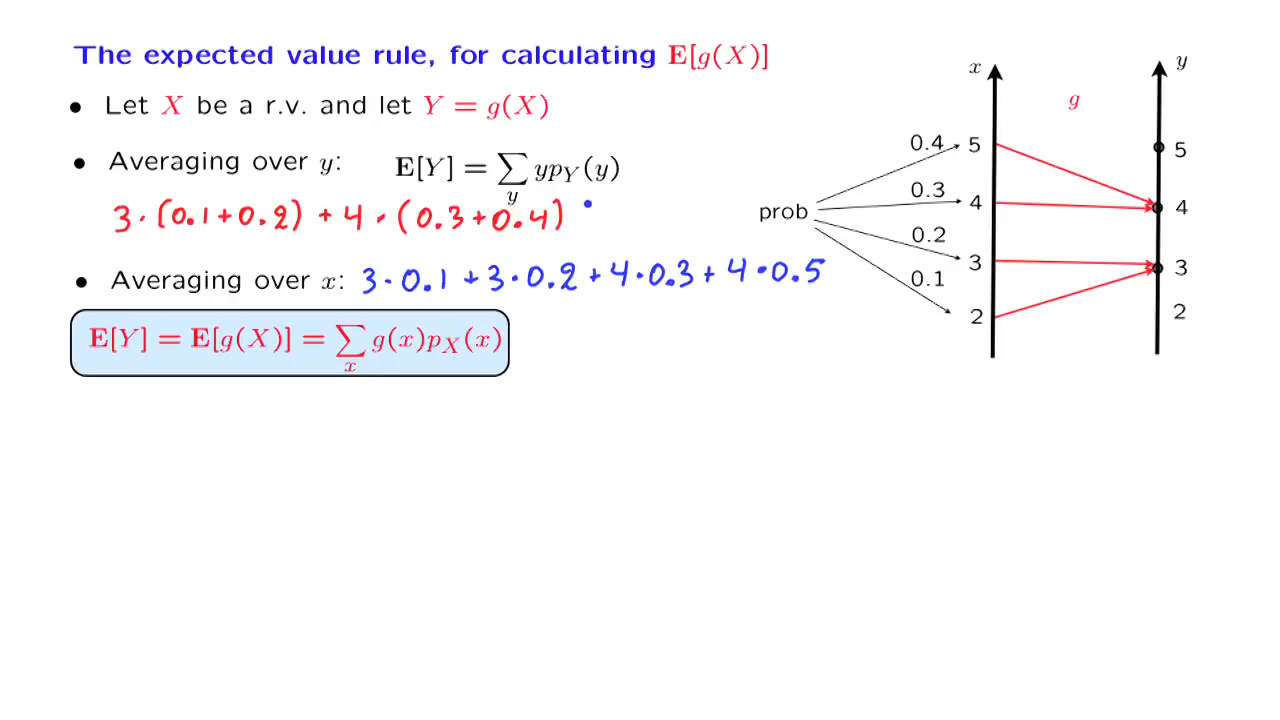 The expected value rule, for calculating E[g(X)]
• Let X be a r.v. and let Y = g(X)
• Averaging over y: E[Y] = ∑_y yp_Y(y)
3 · (0.1+0.2) + 4 · (0.3+0.4)
• Averaging over x: 3 · 0.1 + 3 · 0.2 + 4 · 0.3 + 4 · 0.5
E[Y] = E[g(X)] = ∑_x g(x)p_X(x)
x
y
g
0.4
5
5
0.3
4
4
prob
0.2
3
3
0.1
2
2